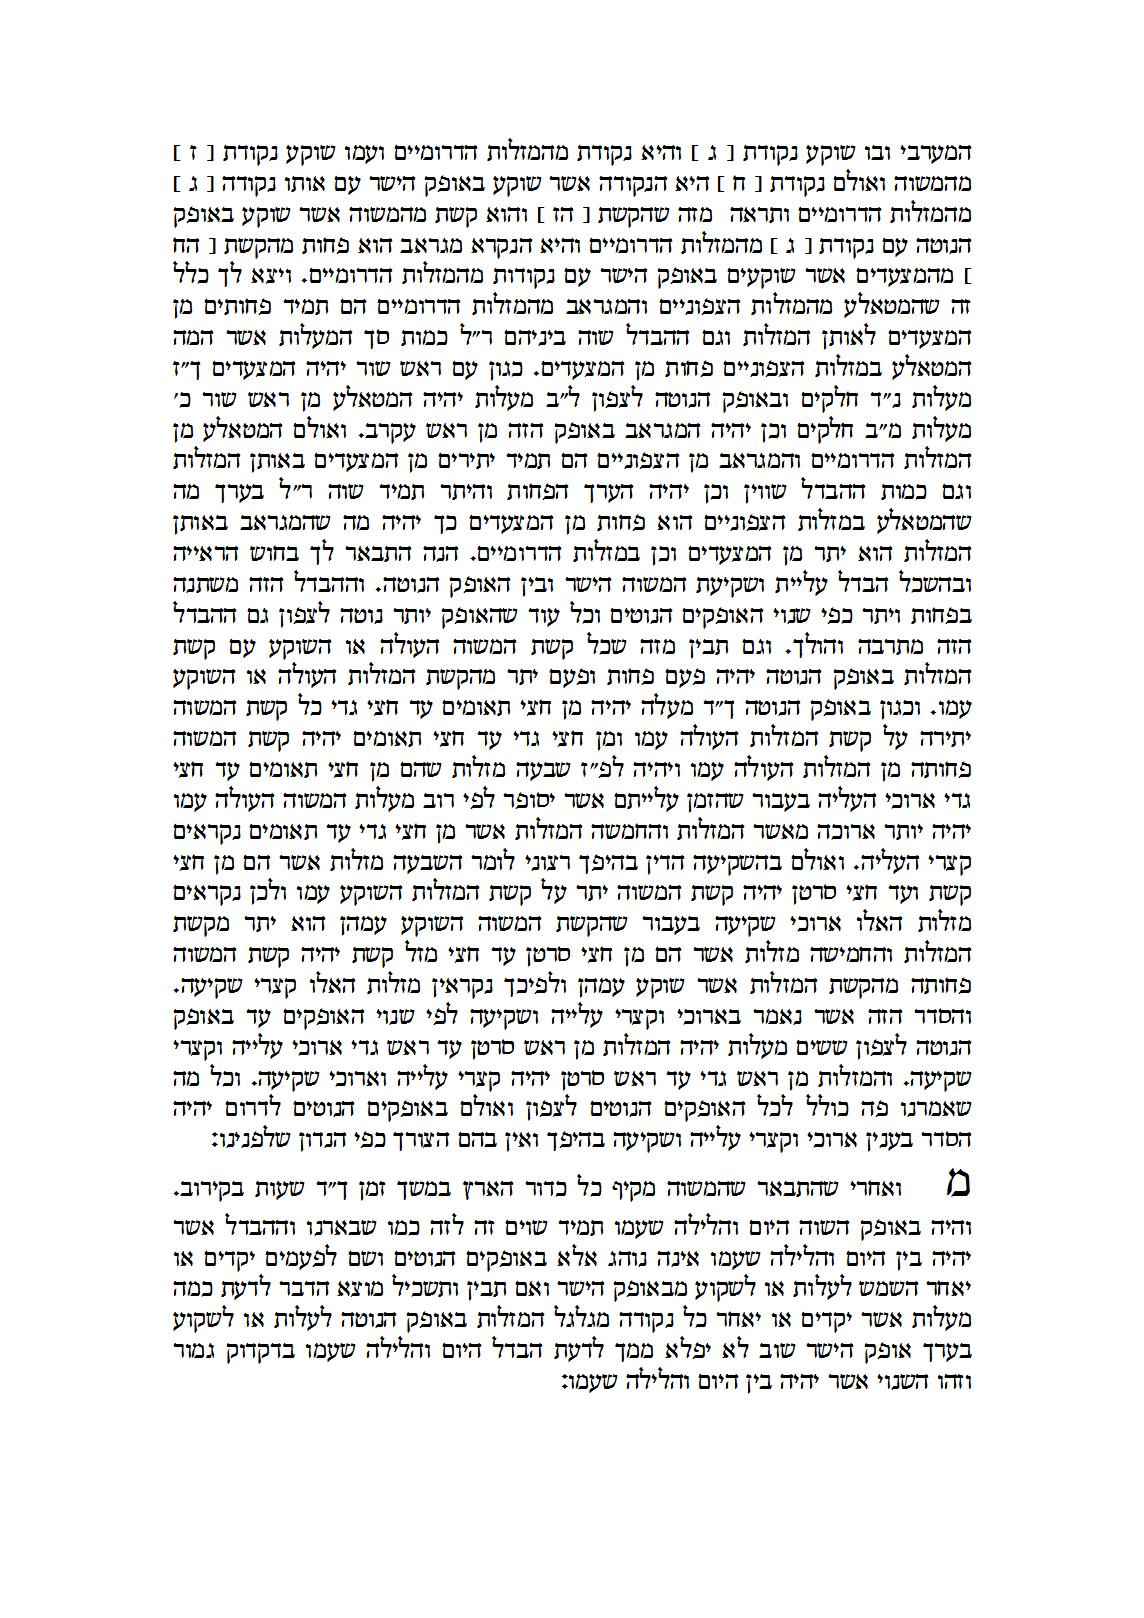 המערבי ובו שוקע נקודת [ ג ] והיא נקודת מהמזלות הדרומיים ועמו שוקע נקודת [ ז ]
מהמשוה ואולם נקודת [ ח ] היא הנקודה אשר שוקע באופק הישר עם אותו נקודה [ ג ]
מהמזלות הדרומיים ותראה מזה שהקשת [ הז ] והוא קשת מהמשוה אשר שוקע באופק
הנוטה עם נקודת [ ג ] מהמזלות הדרומיים והיא הנקרא מגראב הוא פחות מהקשת [ הח
] מהמצעדים אשר שוקעים באופק הישר עם נקודות מהמזלות הדרומיים. ויצא לך כלל
זה שהמטאלע מהמזלות הצפוניים והמגראב מהמזלות הדרומיים הם תמיד פחותים מן
המצעדים לאותן המזלות וגם ההבדל שוה ביניהם ר״ל כמות סך המעלות אשר המה
המטאלע במזלות הצפוניים פחות מן המצעדים. כגון עם ראש שור יהיה המצעדים ך״ז
מעלות נ״ד חלקים ובאופק הנוטה לצפון ל״ב מעלות יהיה המטאלע מן ראש שור כ׳
מעלות מ״ב חלקים וכן יהיה המגראב באופק הזה מן ראש עקרב. ואולם המטאלע מן
המזלות הדרומיים והמגראב מן הצפוניים הם תמיד יתירים מן המצעדים באותן המזלות
וגם כמות ההבדל שווין וכן יהיה הערך הפחות והיתר תמיד שוה ר״ל בערך מה
שהמטאלע במזלות הצפוניים הוא פחות מן המצעדים כך יהיה מה שהמגראב באותן
המזלות הוא יתר מן המצעדים וכן במזלות הדרומיים. הנה התבאר לך בחוש הראייה
ובהשכל הבדל עליית ושקיעת המשוה הישר ובין האופק הנוטה. וההבדל הזה משתנה
בפחות ויתר כפי שנוי האופקים הנוטים וכל עוד שהאופק יותר נוטה לצפון גם ההבדל
הזה מתרבה והולך. וגם תבין מזה שכל קשת המשוה העולה או השוקע עם קשת
המזלות באופק הנוטה יהיה פעם פחות ופעם יתר מהקשת המזלות העולה או השוקע
עמו. וכגון באופק הנוטה ך״ד מעלה יהיה מן חצי תאומים עד חצי גדי כל קשת המשוה
יתירה על קשת המזלות העולה עמו ומן חצי גדי עד חצי תאומים יהיה קשת המשוה
פחותה מן המזלות העולה עמו ויהיה לפ״ז שבעה מזלות שהם מן חצי תאומים עד חצי
גדי ארוכי העליה בעבור שהזמן עלייתם אשר יסופר לפי רוב מעלות המשוה העולה עמו
יהיה יותר ארוכה מאשר המזלות והחמשה המזלות אשר מן חצי גדי עד תאומים נקראים
קצרי העליה. ואולם בהשקיעה הדין בהיפך רצוני לומר השבעה מזלות אשר הם מן חצי
קשת ועד חצי סרטן יהיה קשת המשוה יתר על קשת המזלות השוקע עמו ולכן נקראים
מזלות האלו ארוכי שקיעה בעבור שהקשת המשוה השוקע עמהן הוא יתר מקשת
המזלות והחמישה מזלות אשר הם מן חצי סרטן עד חצי מזל קשת יהיה קשת המשוה
פחותה מהקשת המזלות אשר שוקע עמהן ולפיכך נקראין מזלות האלו קצרי שקיעה.
והסדר הזה אשר נאמר בארוכי וקצרי עלייה ושקיעה לפי שנוי האופקים עד באופק
הנוטה לצפון ששים מעלות יהיה המזלות מן ראש סרטן עד ראש גדי ארוכי עלייה וקצרי
שקיעה. והמזלות מן ראש גדי עד ראש סרטן יהיה קצרי עלייה וארוכי שקיעה. וכל מה
שאמרנו פה כולל לכל האופקים הנוטים לצפון ואולם באופקים הנוטים לדרום יהיה
הסדר בענין ארוכי וקצרי עלייה ושקיעה בהיפך ואין בהם הצורך כפי הנדון שלפנינו:
מ ואחרי שהתבאר שהמשוה מקיף כל כדור הארץ במשך זמן ך״ד שעות בקירוב.
והיה באופק השוה היום והלילה שעמו תמיד שוים זה לזה כמו שבארנו וההבדל אשר
יהיה בין היום והלילה שעמו אינה נוהג אלא באופקים הנוטים ושם לפעמים יקדים או
יאחר השמש לעלות או לשקוע מבאופק הישר ואם תבין ותשכיל מוצא הדבר לדעת כמה
מעלות אשר יקדים או יאחר כל נקודה מגלגל המזלות באופק הנוטה לעלות או לשקוע
בערך אופק הישר שוב לא יפלא ממך לדעת הבדל היום והלילה שעמו בדקדוק גמור
וזהו השנוי אשר יהיה בין היום והלילה שעמו: